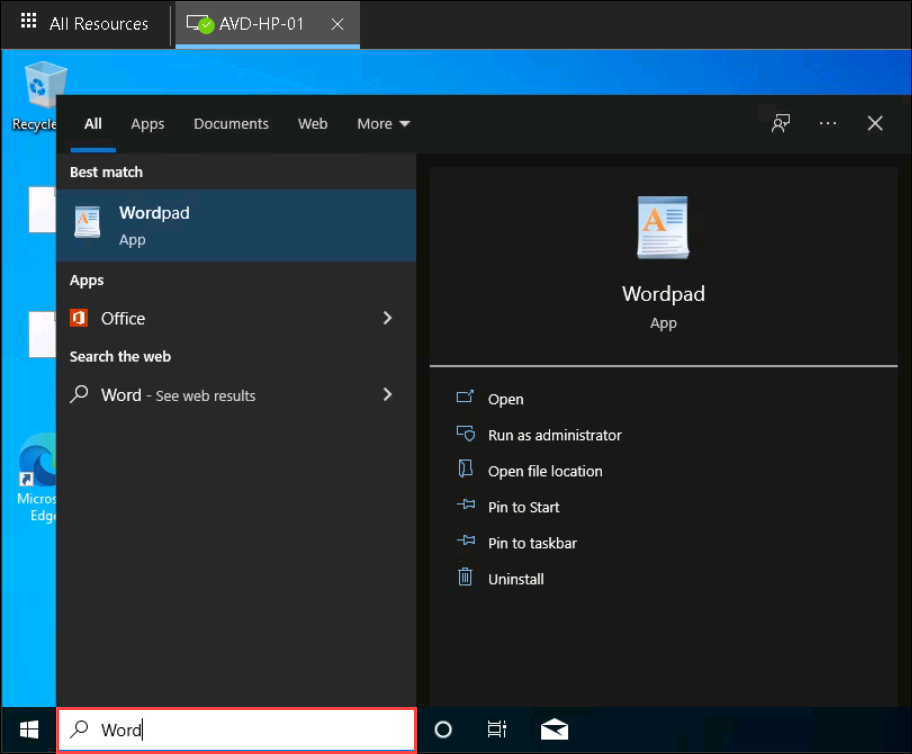 All Resources
AVD-HP-01
Recycle
All Apps Documents Web More
Best match
Wordpad
App
Apps
Office
Search the web
Word - See web results
Wordpad
App
Open
Run as administrator
Open file location
Pin to Start
Pin to taskbar
Uninstall
Micros
Edge
Word